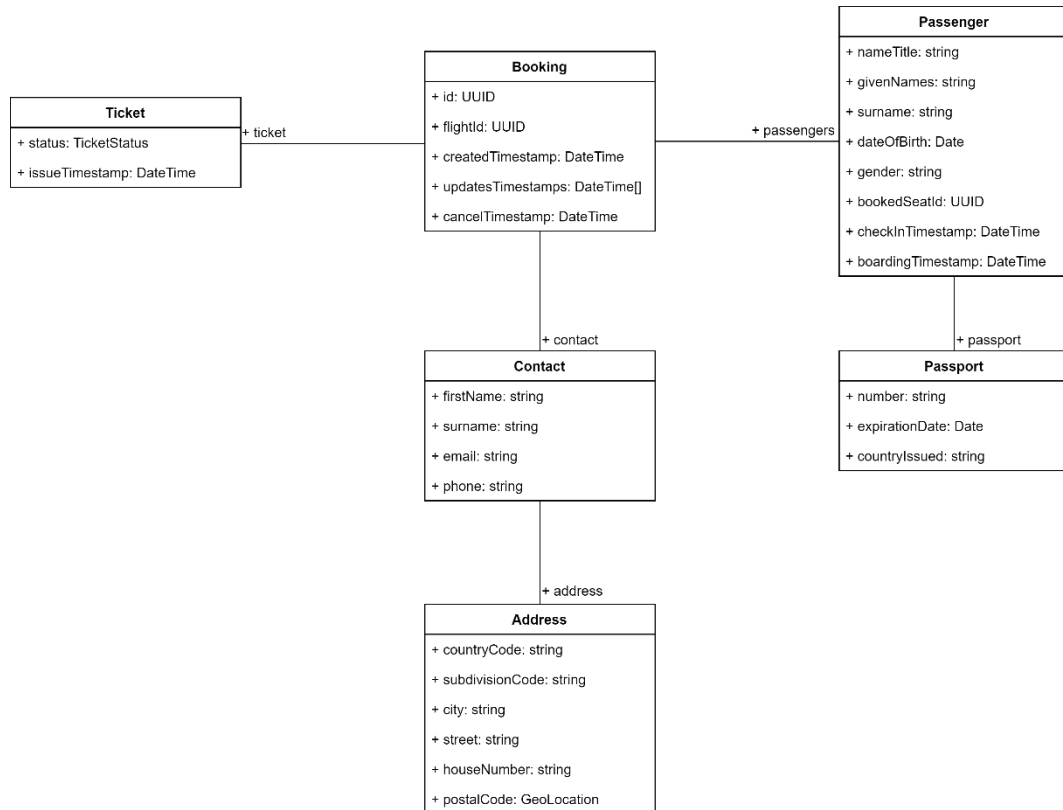 Ticket
+ status: TicketStatus
+ issueTimestamp: DateTime
+ ticket
Booking
+ id: UUID
+ flightId: UUID
+ createdTimestamp: DateTime
+ updatesTimestamps: DateTime[]
+ cancelTimestamp: DateTime
+ passengers
Passenger
+ nameTitle: string
+ givenNames: string
+ surname: string
+ dateOfBirth: Date
+ gender: string
+ bookedSeatId: UUID
+ checkInTimestamp: DateTime
+ boardingTimestamp: DateTime
+ contact
Contact
+ firstName: string
+ surname: string
+ email: string
+ phone: string
+ passport
Passport
+ number: string
+ expirationDate: Date
+ countryIssued: string
+ address
Address
+ countryCode: string
+ subdivisionCode: string
+ city: string
+ street: string
+ houseNumber: string
+ postalCode: GeoLocation